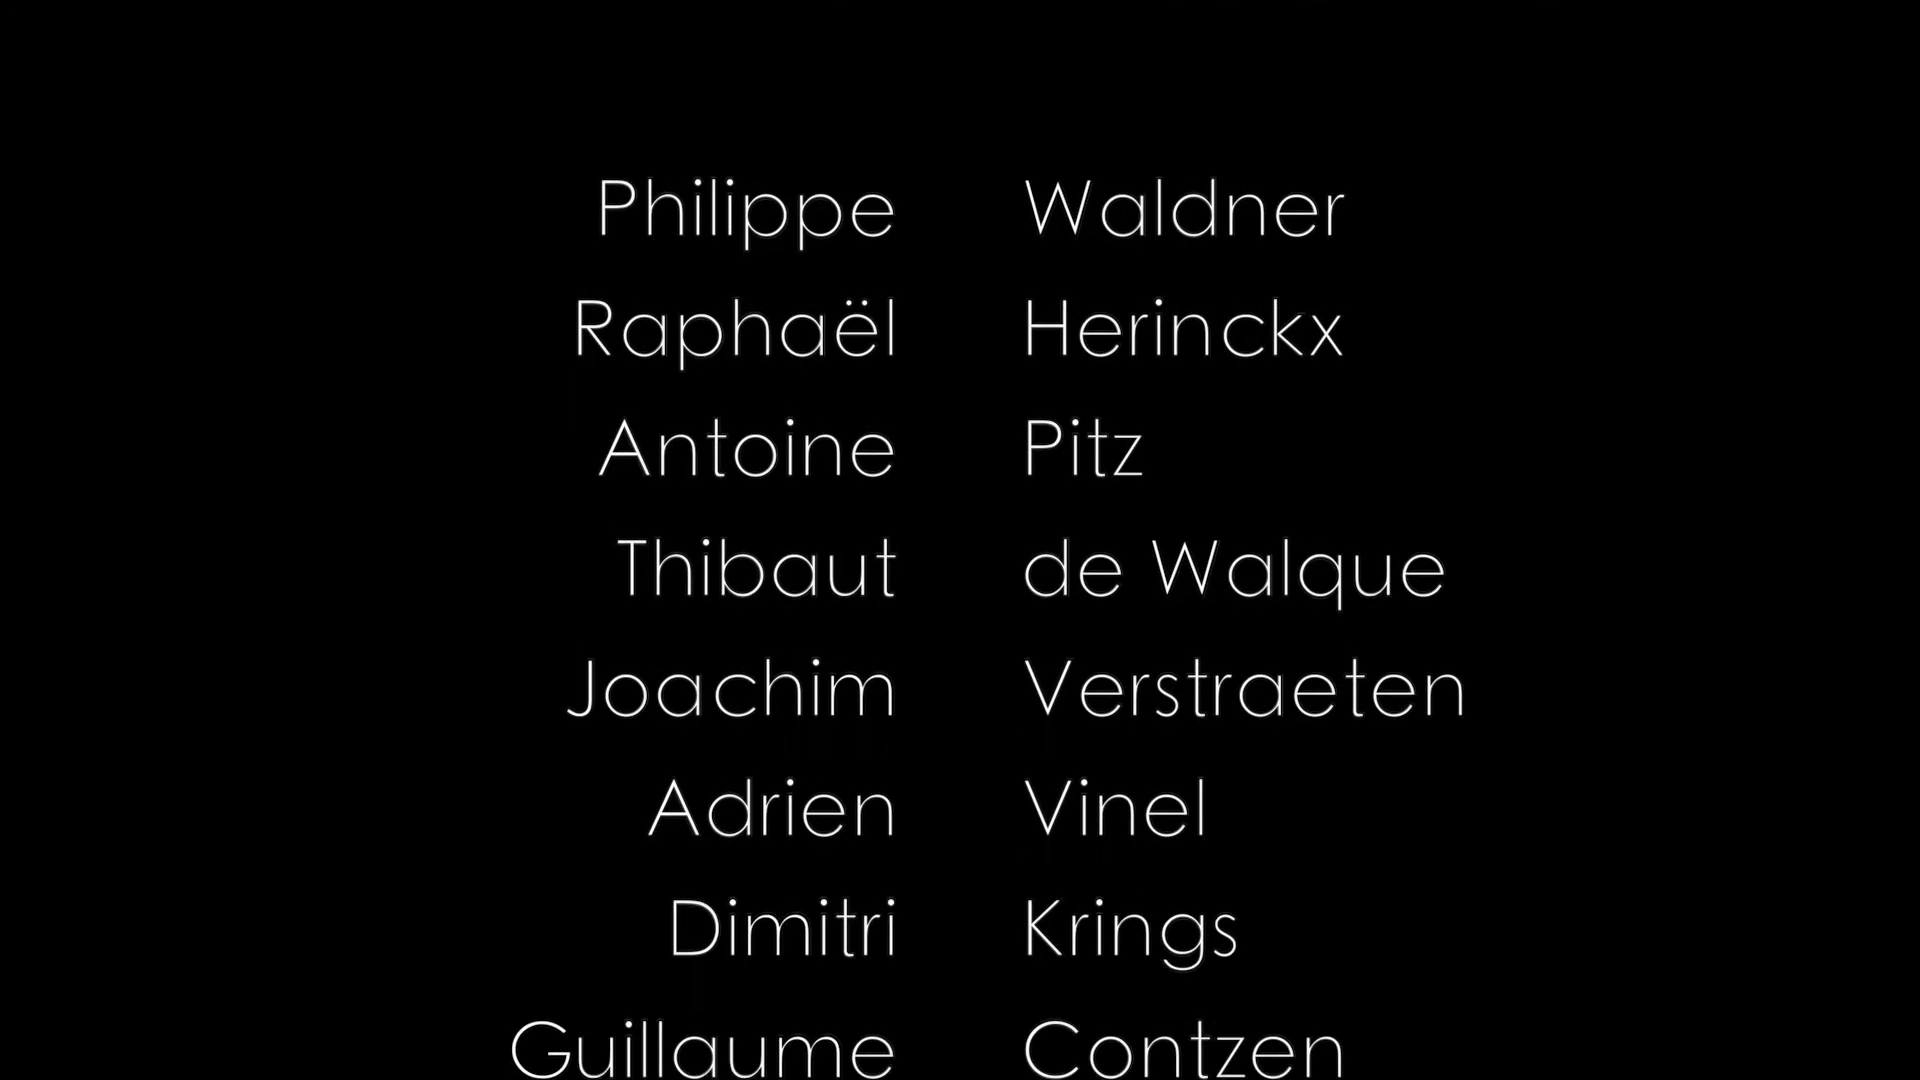 Philippe Waldner
Raphaël Herinckx
Antoine Pitz
Thibaut de Walque
Joachim Verstraeten
Adrien Vinel
Dimitri Krings
Guillaume Contzen